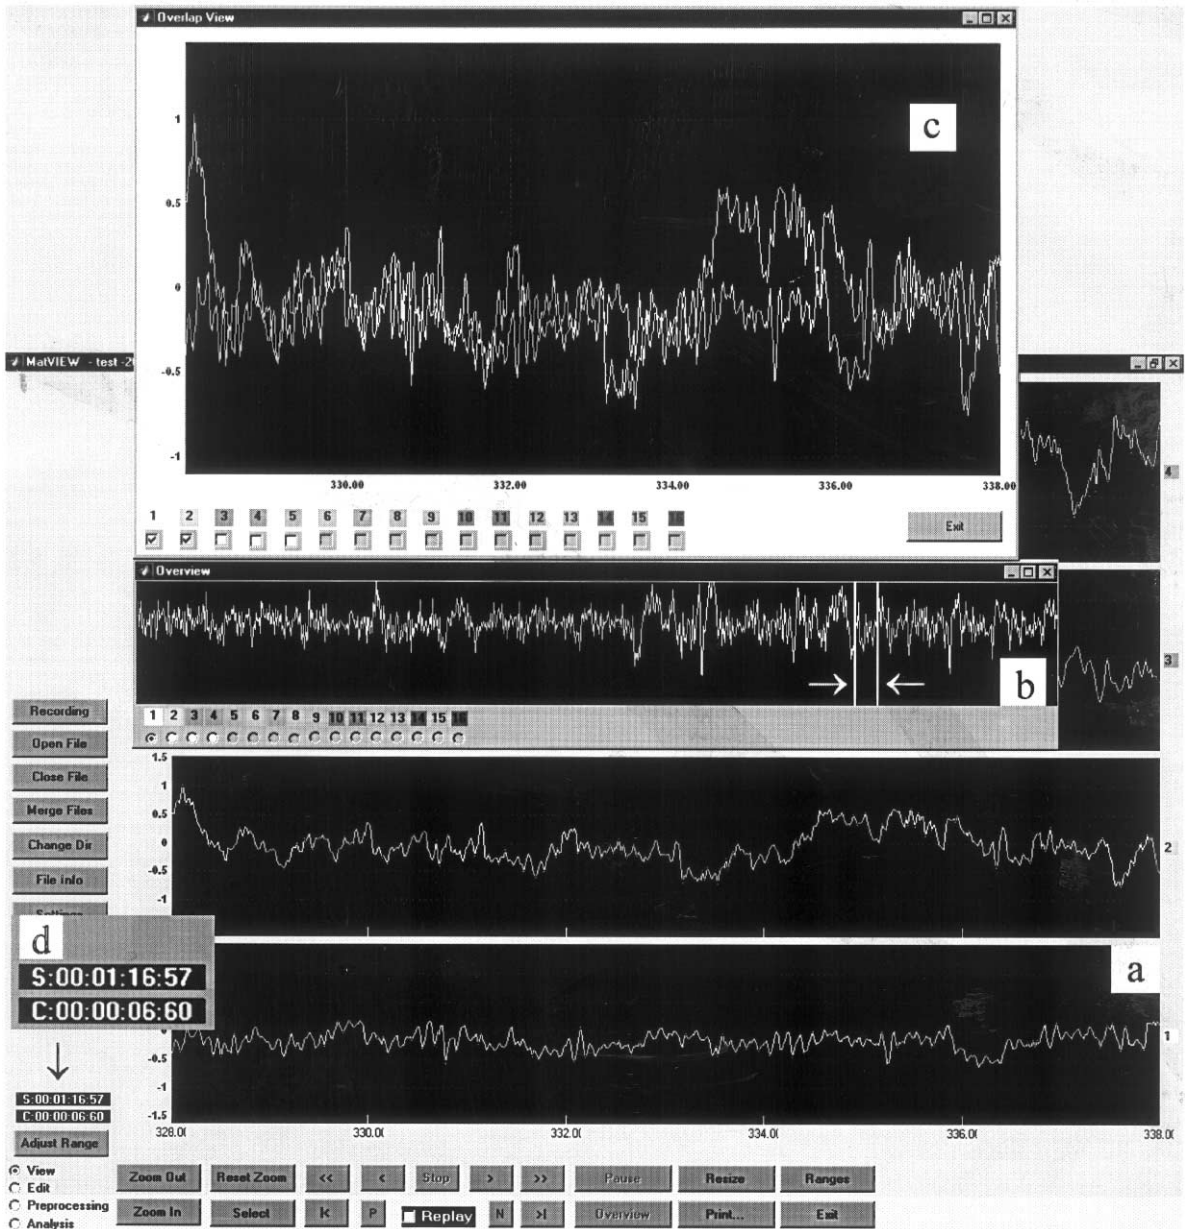 Overlap View
c
1
0.5
0
-0.5
-1
330.00 332.00 334.00 336.00 338.00
1 2 3 4 5 6 7 8 9 10 11 12 13 14 15 16
Exit
MatVIEW - test -2
4
Overview
b
3
1 2 3 4 5 6 7 8 9 10 11 12 13 14 15 16
Recording
Open File
Close File
Merge Files
Change Dir
File info
Settings
1.5
1
0.5
0
-0.5
-1
2
d
S:00:01:16:57
C:00:00:06:60
a
0
-0.5
-1
-1.5
1
328.0( 330.0( 332.0( 334.0( 336.0( 338.0(
S:00:01:16:57
C:00:00:06:60
Adjust Range
View
Edit
Preprocessing
Analysis
Zoom Out Reset Zoom << < Stop > >> Pause Resize Ranges
Zoom In Select |< P Replay N >| Overview Print... Exit